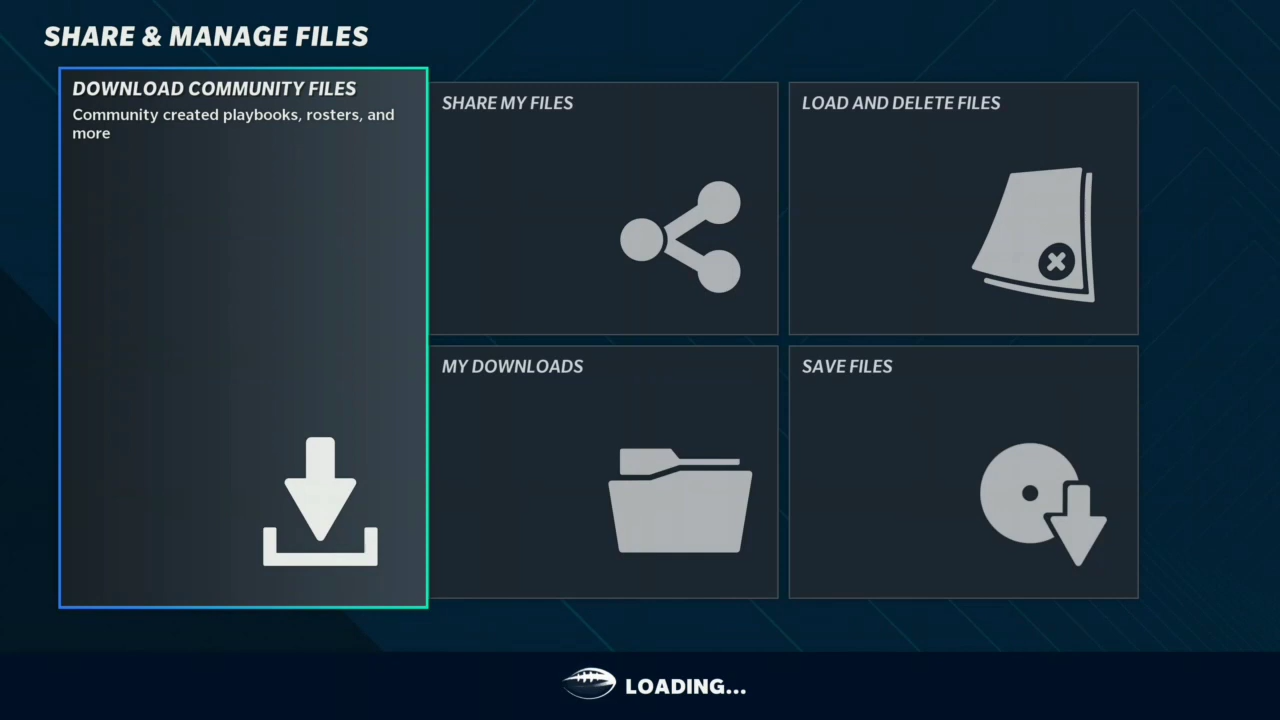 SHARE & MANAGE FILES
DOWNLOAD COMMUNITY FILES
Community created playbooks, rosters, and
more
SHARE MY FILES
LOAD AND DELETE FILES
MY DOWNLOADS
SAVE FILES
LOADING...